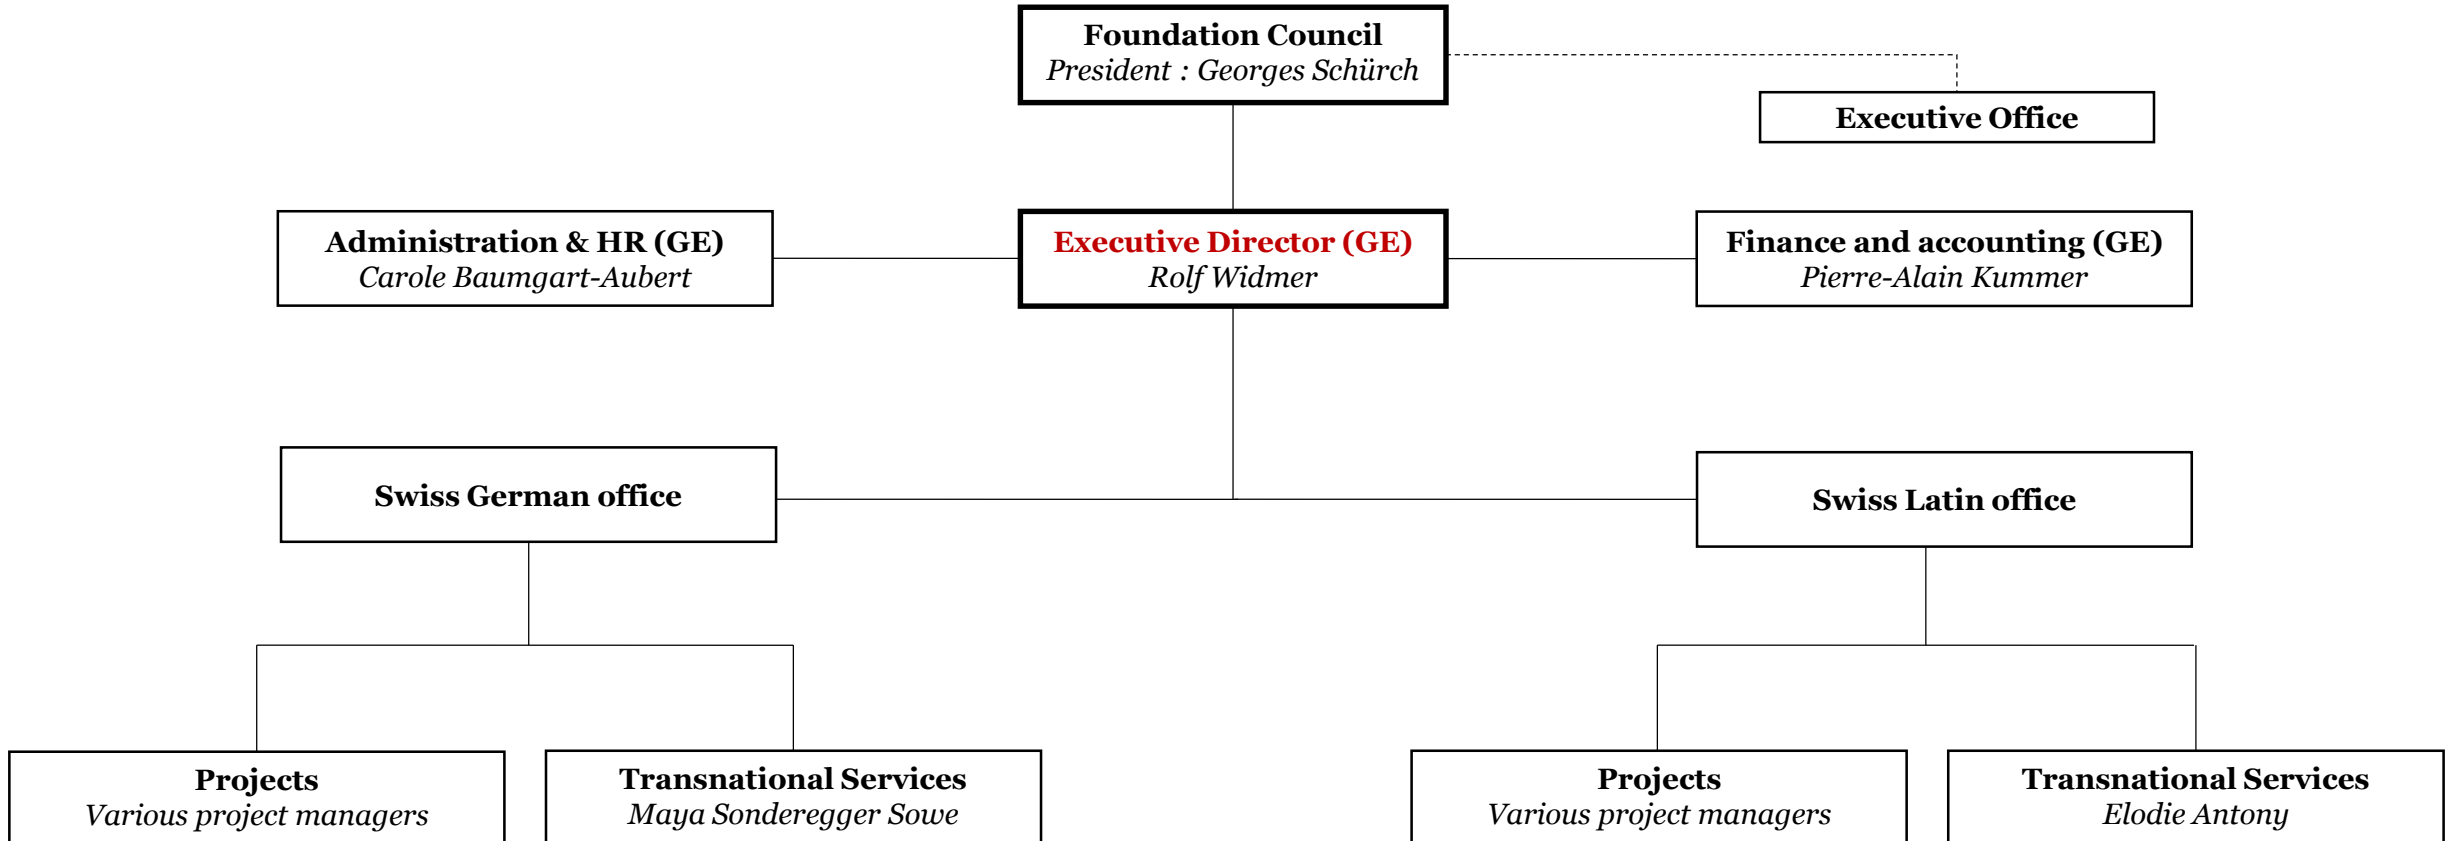 Foundation Council
President : Georges Schürch
Executive Office
Administration & HR (GE)
Carole Baumgart-Aubert
Executive Director (GE)
Rolf Widmer
Finance and accounting (GE)
Pierre-Alain Kummer
Swiss German office
Swiss Latin office
Projects
Various project managers
Transnational Services
Maya Sonderegger Sowe
Projects
Various project managers
Transnational Services
Elodie Antony